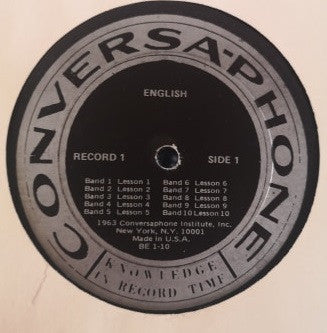 CONVERSA-PHONE
ENGLISH
RECORD 1 SIDE 1
Band 1 Lesson 1 Band 6 Lesson 6
Band 2 Lesson 2 Band 7 Lesson 7
Band 3 Lesson 3 Band 8 Lesson 8
Band 4 Lesson 4 Band 9 Lesson 9
Band 5 Lesson 5 Band 10 Lesson 10
1963 Conversaphone Institute, Inc.
New York, N.Y. 10001
Made in U.S.A.
BE 1-10
KNOWLEDGE
IN RECORD TIME